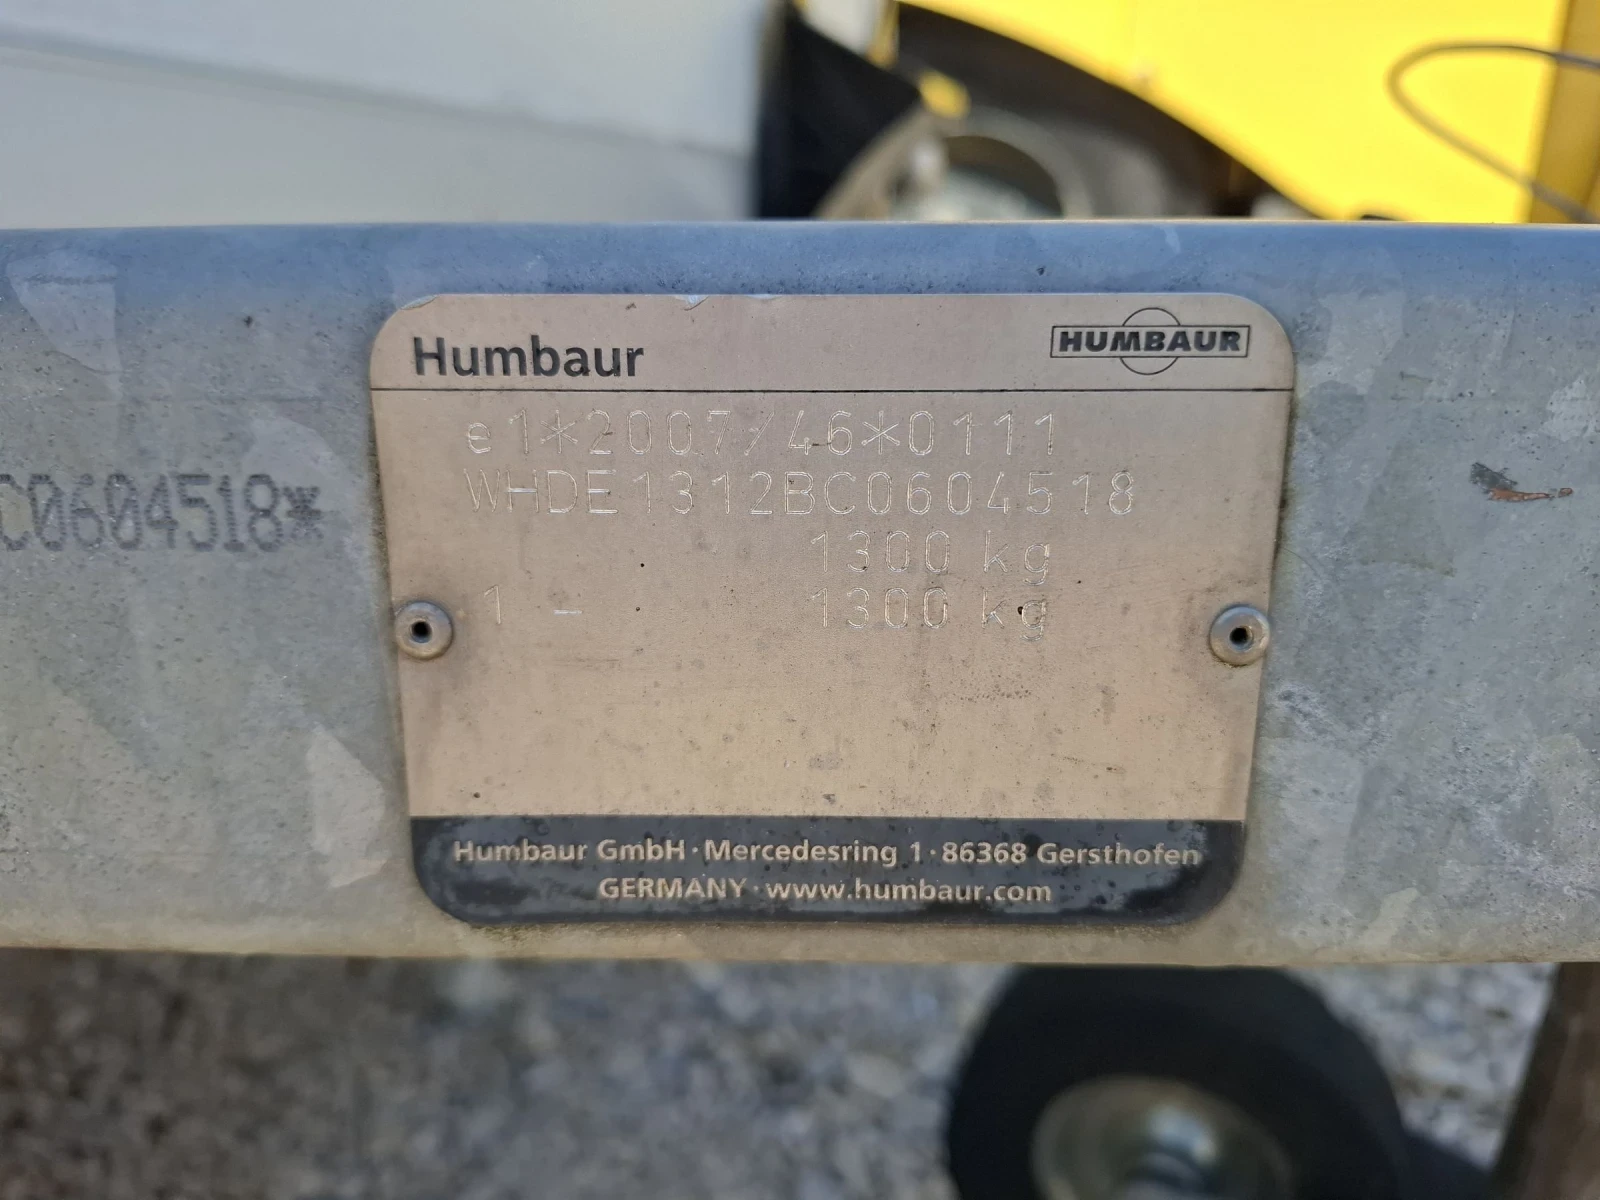 Humbaur
HUMBAUR
e1*2007/46*0111
WHDE1312BC0604518
C0604518*
1300 kg
1 - 1300 kg
Humbaur GmbH · Mercedesring 1 · 86368 Gersthofen
GERMANY · www.humbaur.com